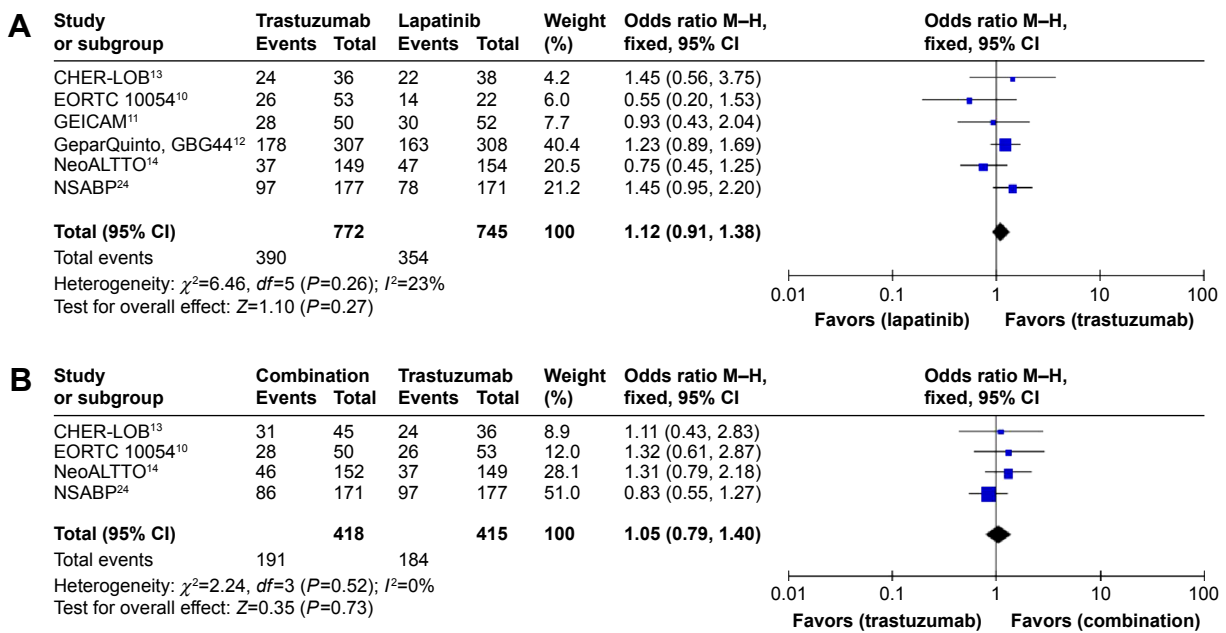 A
Study Trastuzumab Lapatinib Weight Odds ratio M–H, Odds ratio M–H,
or subgroup Events Total Events Total (%) fixed, 95% CI fixed, 95% CI
CHER-LOB¹³ 24 36 22 38 4.2 1.45 (0.56, 3.75)
EORTC 10054¹⁰ 26 53 14 22 6.0 0.55 (0.20, 1.53)
GEICAM¹¹ 28 50 30 52 7.7 0.93 (0.43, 2.04)
GeparQuinto, GBG44¹² 178 307 163 308 40.4 1.23 (0.89, 1.69)
NeoALTTO¹⁴ 37 149 47 154 20.5 0.75 (0.45, 1.25)
NSABP²⁴ 97 177 78 171 21.2 1.45 (0.95, 2.20)
Total (95% CI) 772 745 100 1.12 (0.91, 1.38)
Total events 390 354
Heterogeneity: χ²=6.46, df=5 (P=0.26); I²=23%
Test for overall effect: Z=1.10 (P=0.27)
0.01 0.1 1 10 100
Favors (lapatinib) Favors (trastuzumab)
B
Study Combination Trastuzumab Weight Odds ratio M–H, Odds ratio M–H,
or subgroup Events Total Events Total (%) fixed, 95% CI fixed, 95% CI
CHER-LOB¹³ 31 45 24 36 8.9 1.11 (0.43, 2.83)
EORTC 10054¹⁰ 28 50 26 53 12.0 1.32 (0.61, 2.87)
NeoALTTO¹⁴ 46 152 37 149 28.1 1.31 (0.79, 2.18)
NSABP²⁴ 86 171 97 177 51.0 0.83 (0.55, 1.27)
Total (95% CI) 418 415 100 1.05 (0.79, 1.40)
Total events 191 184
Heterogeneity: χ²=2.24, df=3 (P=0.52); I²=0%
Test for overall effect: Z=0.35 (P=0.73)
0.01 0.1 1 10 100
Favors (trastuzumab) Favors (combination)